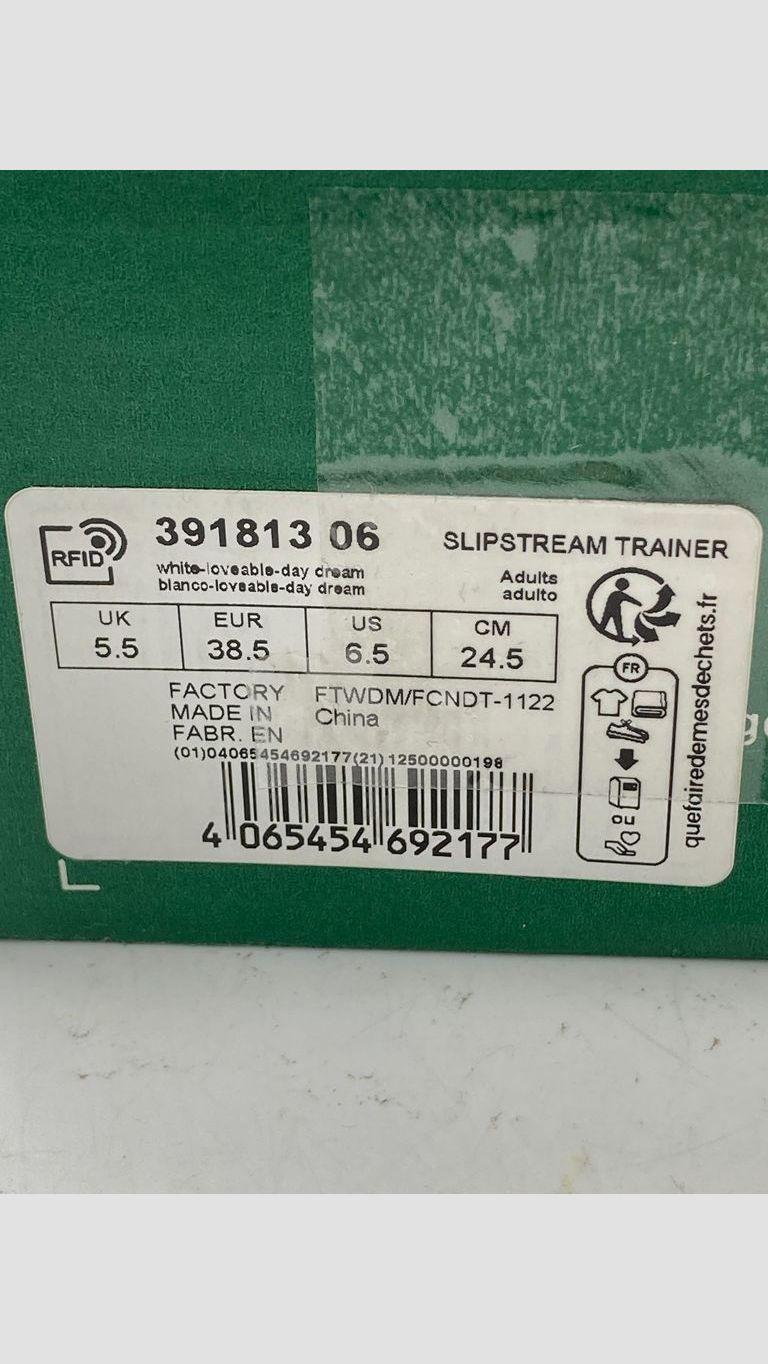 RFID
391813 06
SLIPSTREAM TRAINER
white-loveable-day dream
blanco-loveable-day dream
Adults
adulto
UK EUR US CM
5.5 38.5 6.5 24.5
FACTORY FTWDM/FCNDT-1122
MADE IN China
FABR. EN
(01)04065454692177(21)12500000198
4 065454 692177
FR
OU
quefairedemesdechets.fr